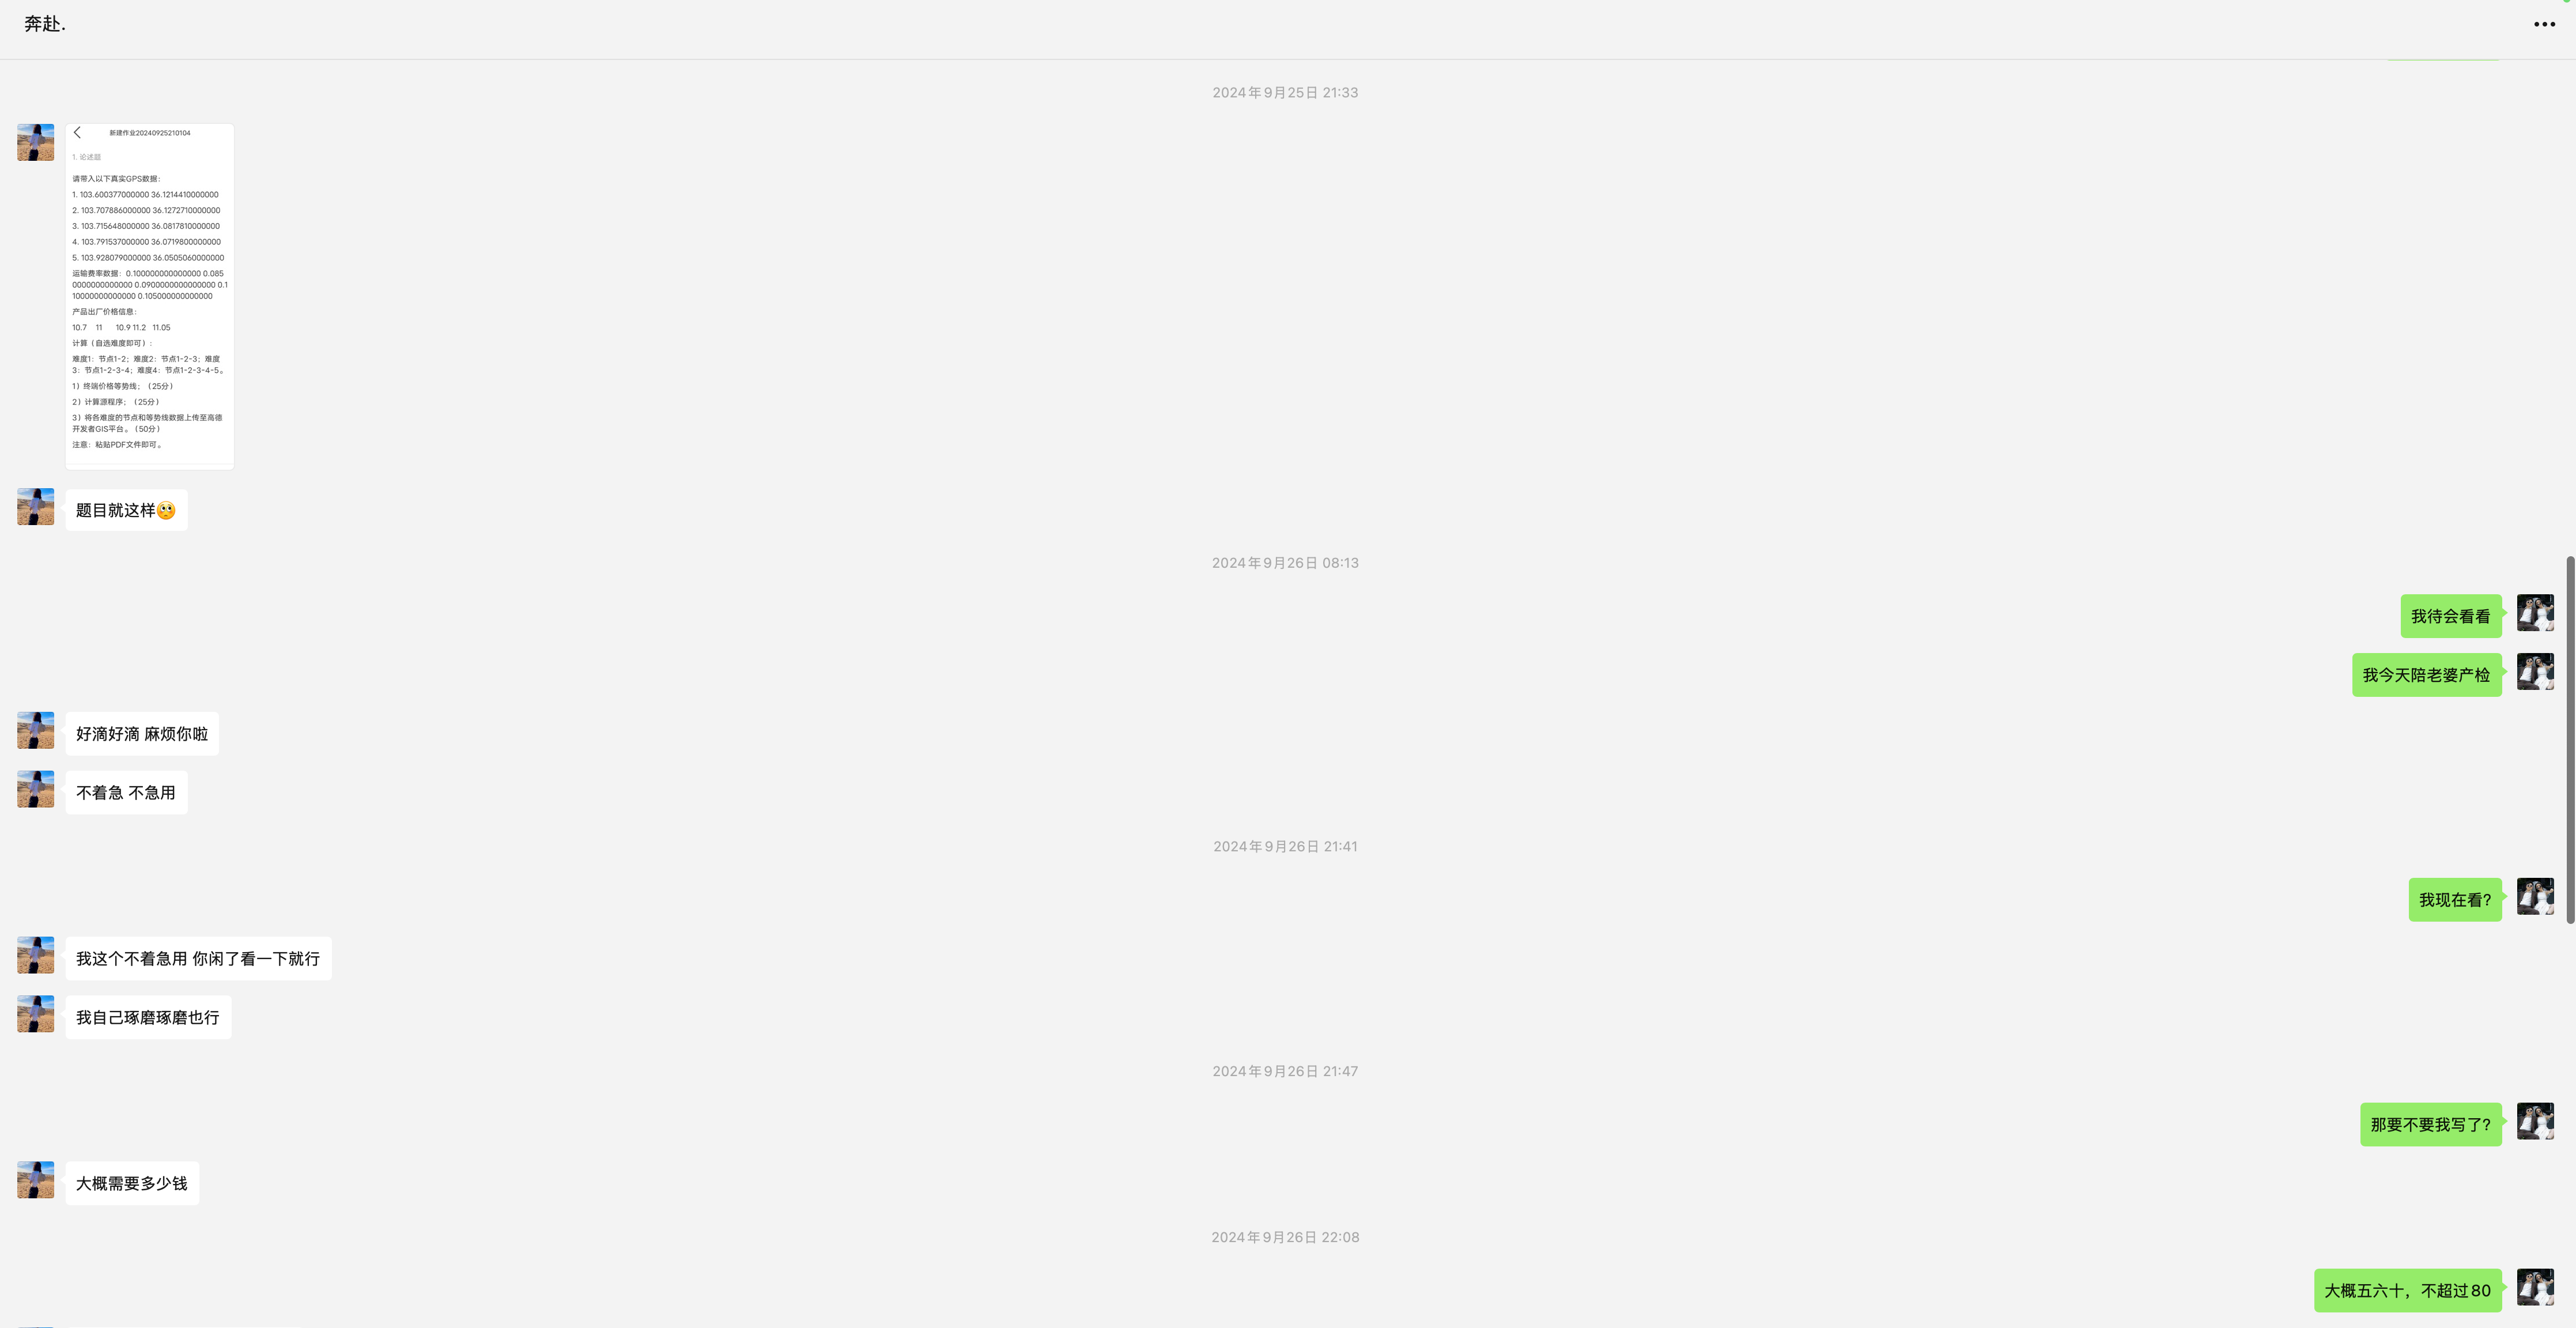 奔赴.
2024年9月25日 21:33
新建作业20240925210104
1. 论述题
请带入以下真实GPS数据：
1. 103.600377000000 36.1214410000000
2. 103.707886000000 36.1272710000000
3. 103.715648000000 36.0817810000000
4. 103.791537000000 36.0719800000000
5. 103.928079000000 36.0505060000000
运输费率数据：0.100000000000000 0.085
0000000000000 0.0900000000000000 0.1
10000000000000 0.105000000000000
产品出厂价格信息：
10.7 11 10.9 11.2 11.05
计算（自选难度即可）：
难度1：节点1-2；难度2：节点1-2-3；难度
3：节点1-2-3-4；难度4：节点1-2-3-4-5。
1）终端价格等势线；（25分）
2）计算源程序；（25分）
3）将各难度的节点和等势线数据上传至高德
开发者GIS平台。（50分）
注意：粘贴PDF文件即可。
题目就这样🥺
2024年9月26日 08:13
我待会看看
我今天陪老婆产检
好滴好滴 麻烦你啦
不着急 不急用
2024年9月26日 21:41
我现在看?
我这个不着急用 你闲了看一下就行
我自己琢磨琢磨也行
2024年9月26日 21:47
那要不要我写了?
大概需要多少钱
2024年9月26日 22:08
大概五六十，不超过80